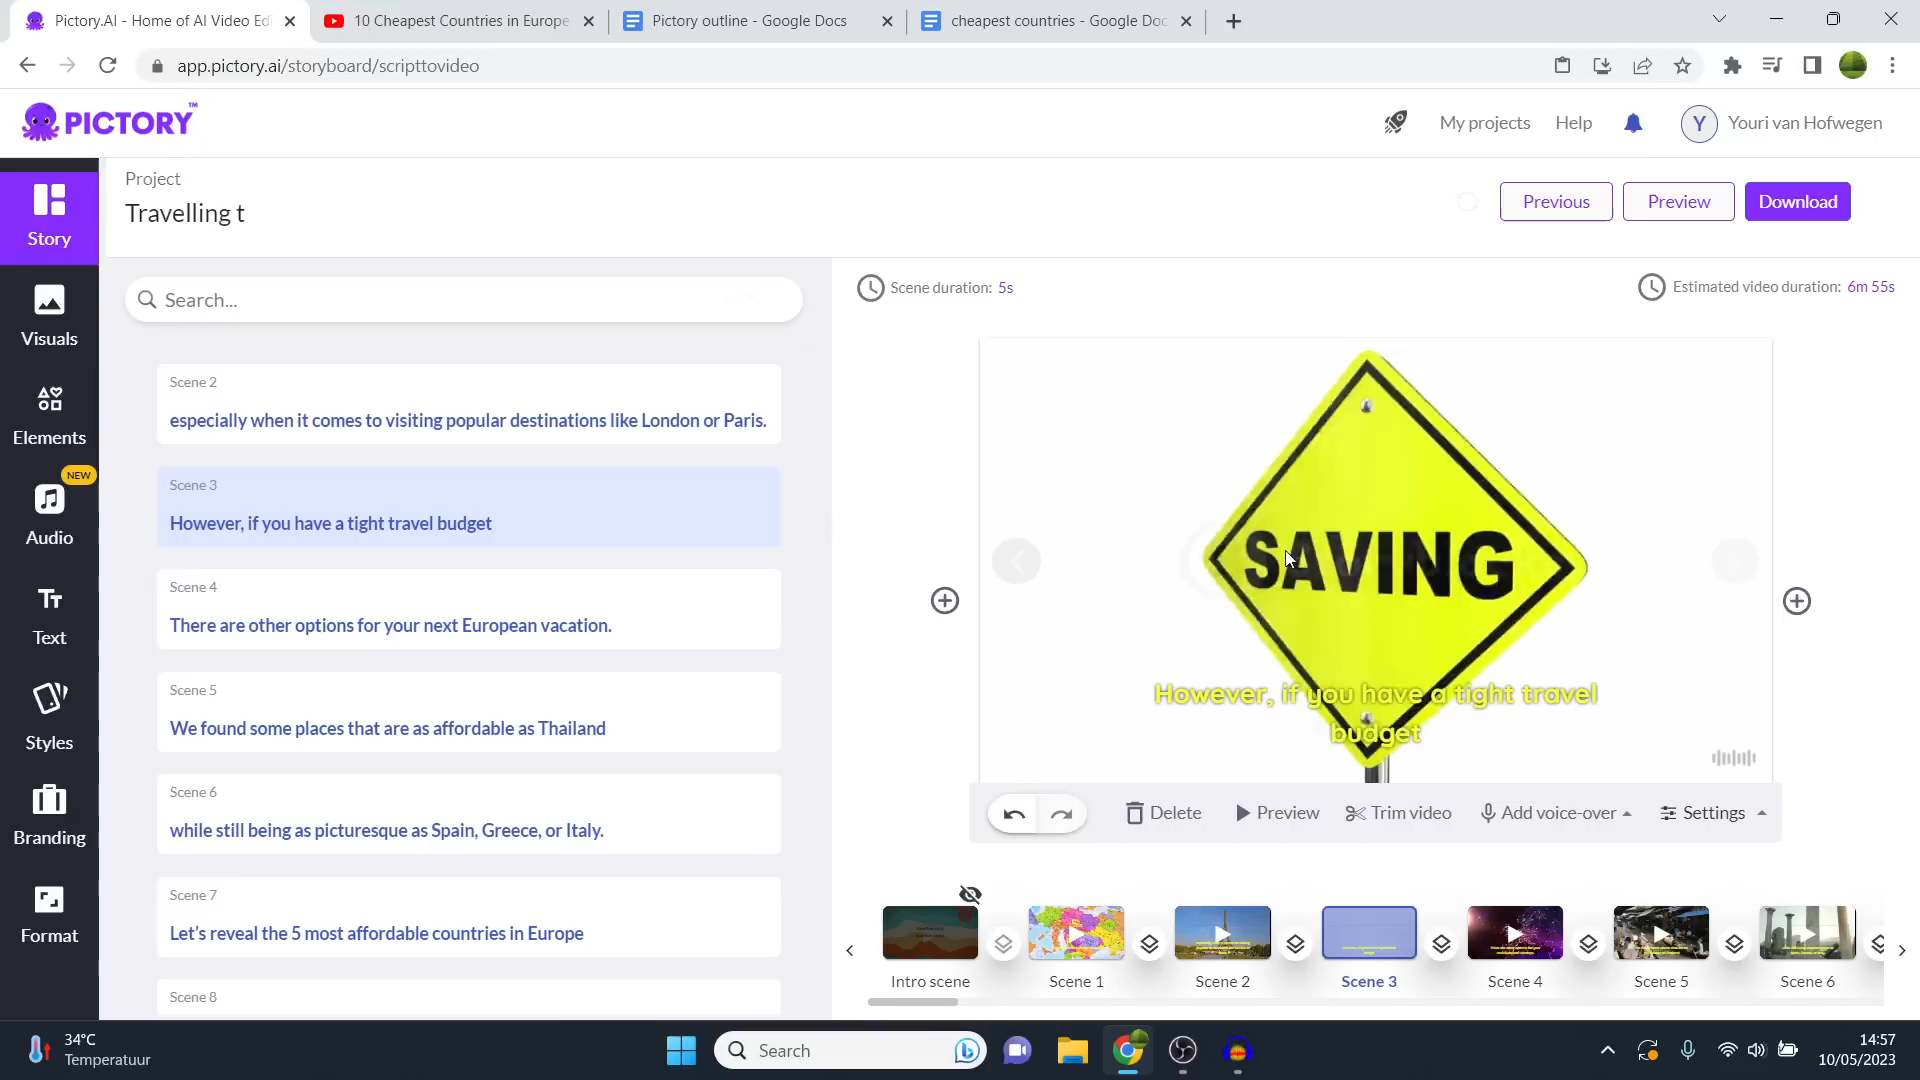 Pictory.AI - Home of AI Video Edi
10 Cheapest Countries in Europe
Pictory outline - Google Docs
cheapest countries - Google Doc
app.pictory.ai/storyboard/scripttovideo
PICTORY™
My projects
Help
Y
Youri van Hofwegen
Project
Travelling t
Previous
Preview
Download
Story
Visuals
Elements
NEW
Audio
Text
Styles
Branding
Format
Search...
Scene 2
especially when it comes to visiting popular destinations like London or Paris.
Scene 3
However, if you have a tight travel budget
Scene 4
There are other options for your next European vacation.
Scene 5
We found some places that are as affordable as Thailand
Scene 6
while still being as picturesque as Spain, Greece, or Italy.
Scene 7
Let's reveal the 5 most affordable countries in Europe
Scene 8
Scene duration: 5s
Estimated video duration: 6m 55s
SAVING
However, if you have a tight travel
budget
Delete
Preview
Trim video
Add voice-over
Settings
Intro scene
Scene 1
Scene 2
Scene 3
Scene 4
Scene 5
Scene 6
34°C
Temperatuur
Search
14:57
10/05/2023